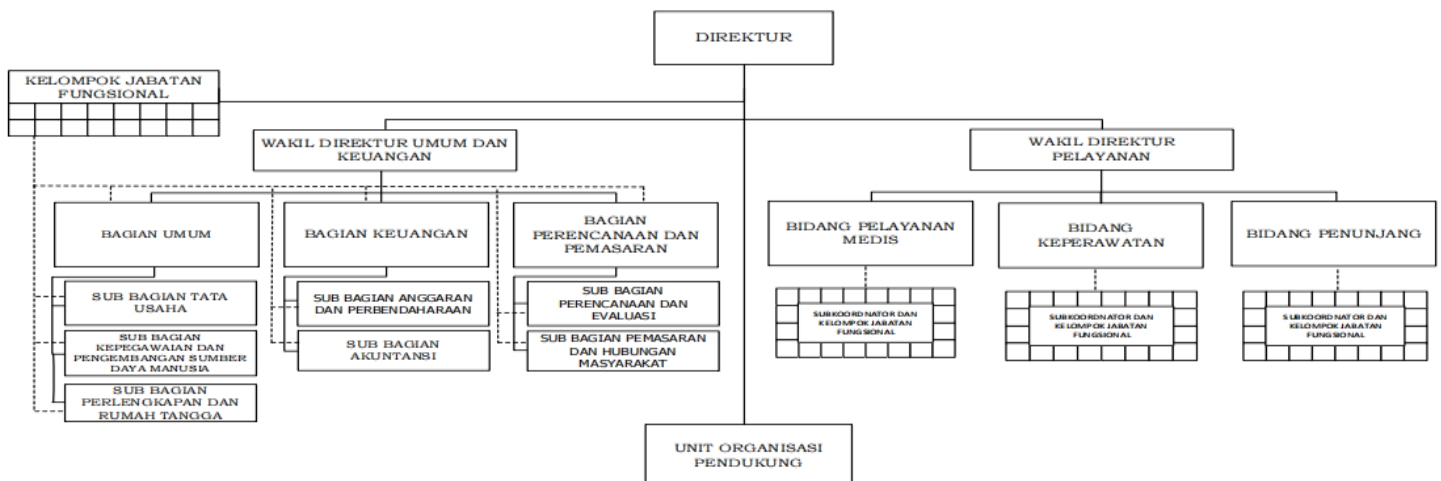 DIREKTUR
KELOMPOK JABATAN
FUNGSIONAL
WAKIL DIREKTUR UMUM DAN
KEUANGAN
WAKIL DIREKTUR
PELAYANAN
BAGIAN UMUM
BAGIAN KEUANGAN
BAGIAN
PERENCANAAN DAN
PEMASARAN
BIDANG PELAYANAN
MEDIS
BIDANG
KEPERAWATAN
BIDANG PENUNJANG
SUB BAGIAN TATA
USAHA
SUB BAGIAN
KEPEGAWAIAN DAN
PENGEMBANGAN SUMBER
DAYA MANUSIA
SUB BAGIAN
PERLENGKAPAN DAN
RUMAH TANGGA
SUB BAGIAN ANGGARAN
DAN PERBENDAHARAAN
SUB BAGIAN
AKUNTANSI
SUB BAGIAN
PERENCANAAN DAN
EVALUASI
SUB BAGIAN PEMASARAN
DAN HUBUNGAN
MASYARAKAT
SUBKOORDNATOR DAN
KELOMPOK JABATAN
FUNGSIONAL
SUBKOORDNATOR DAN
KELOMPOK JABATAN
FUNGSIONAL
SUBKOORDNATOR DAN
KELOMPOK JABATAN
FUNGSIONAL
UNIT ORGANISASI
PENDUKUNG